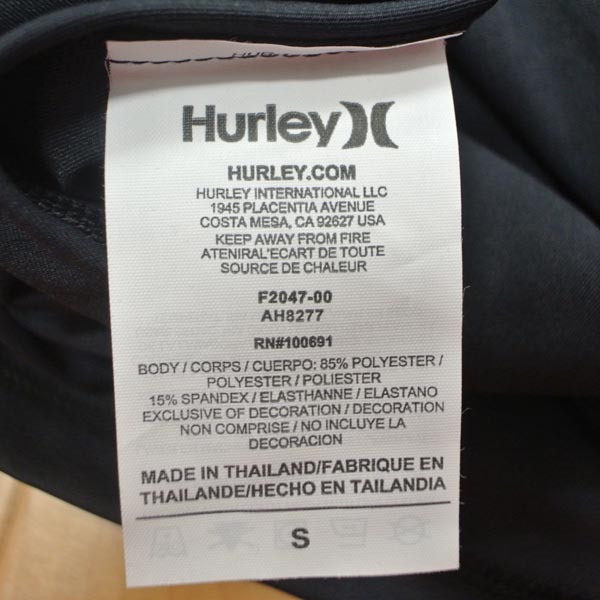 Hurley
HURLEY.COM
HURLEY INTERNATIONAL LLC
1945 PLACENTIA AVENUE
COSTA MESA, CA 92627 USA
KEEP AWAY FROM FIRE
ATENIRAL'ECART DE TOUTE
SOURCE DE CHALEUR
F2047-00
AH8277
RN#100691
BODY / CORPS / CUERPO: 85% POLYESTER /
POLYESTER / POLIESTER
15% SPANDEX / ELASTHANNE / ELASTANO
EXCLUSIVE OF DECORATION / DECORATION
NON COMPRISE / NO INCLUYE LA
DECORACION
MADE IN THAILAND/FABRIQUE EN
THAILANDE/HECHO EN TAILANDIA
S